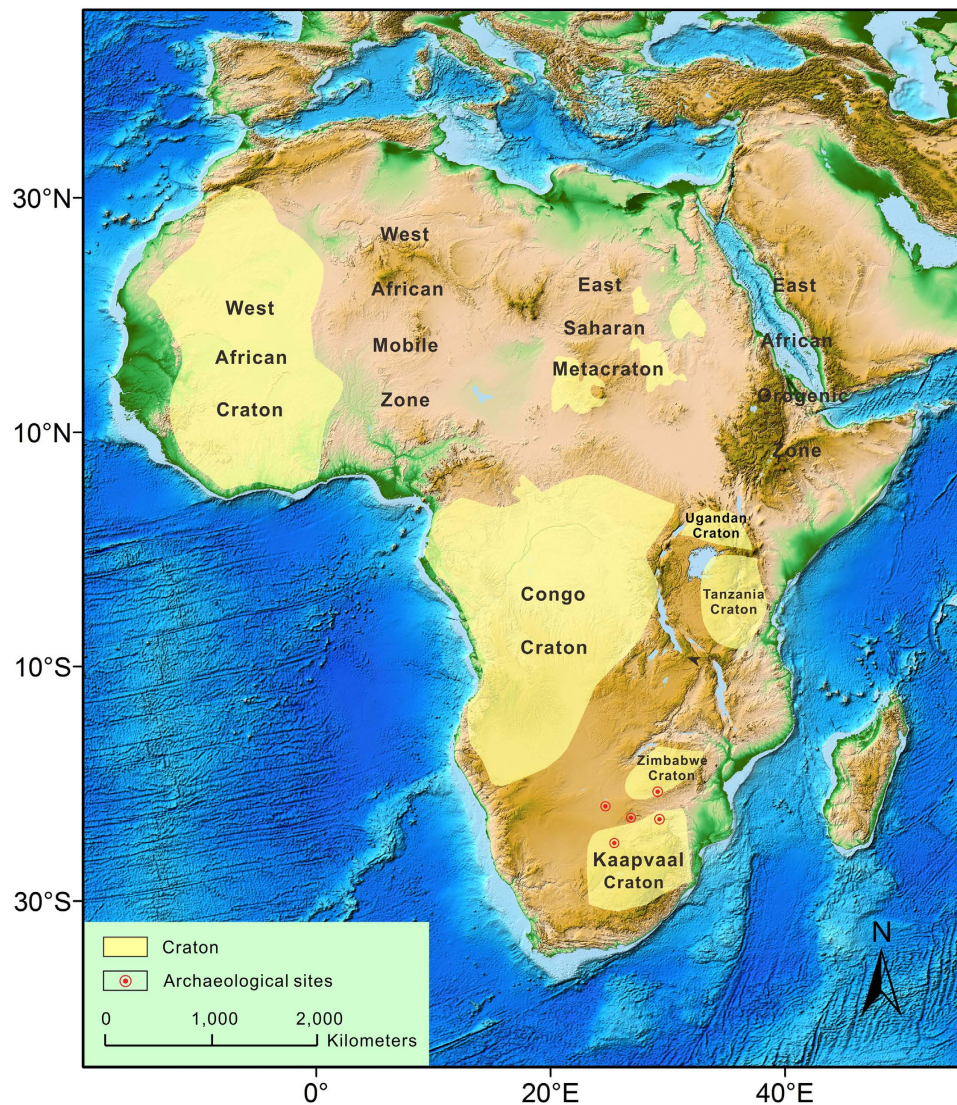 30°N
10°N
10°S
30°S
0°
20°E
40°E
West
African
Craton
West
African
Mobile
Zone
East
Saharan
Metacraton
East
African
Orogenic
Zone
Ugandan
Craton
Tanzania
Craton
Congo
Craton
Zimbabwe
Craton
Kaapvaal
Craton
N
Craton
Archaeological sites
0 1,000 2,000
Kilometers